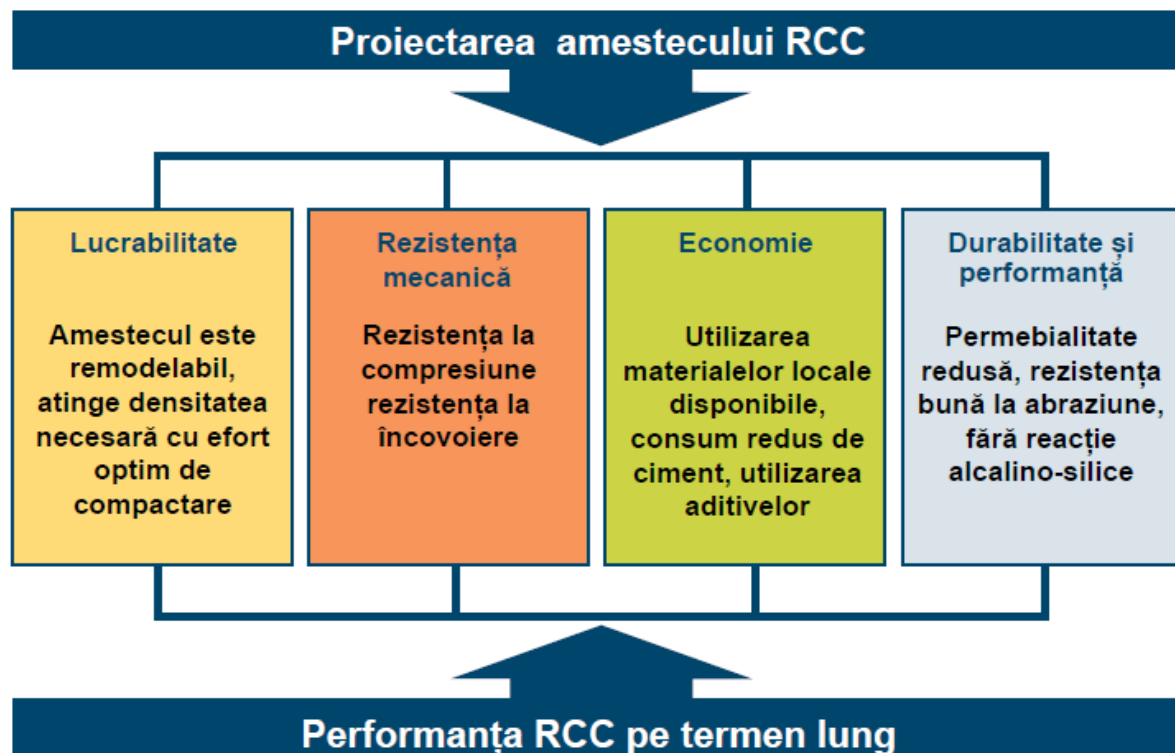 Proiectarea amestecului RCC
Lucrabilitate
Amestecul este
remodelabil,
atinge densitatea
necesară cu efort
optim de
compactare
Rezistența
mecanică
Rezistența la
compresiune
rezistența la
încovoiere
Economie
Utilizarea
materialelor locale
disponibile,
consum redus de
ciment, utilizarea
aditivelor
Durabilitate și
performanță
Permebialitate
redusă, rezistența
bună la abraziune,
fără reacție
alcalino-silice
Performanța RCC pe termen lung